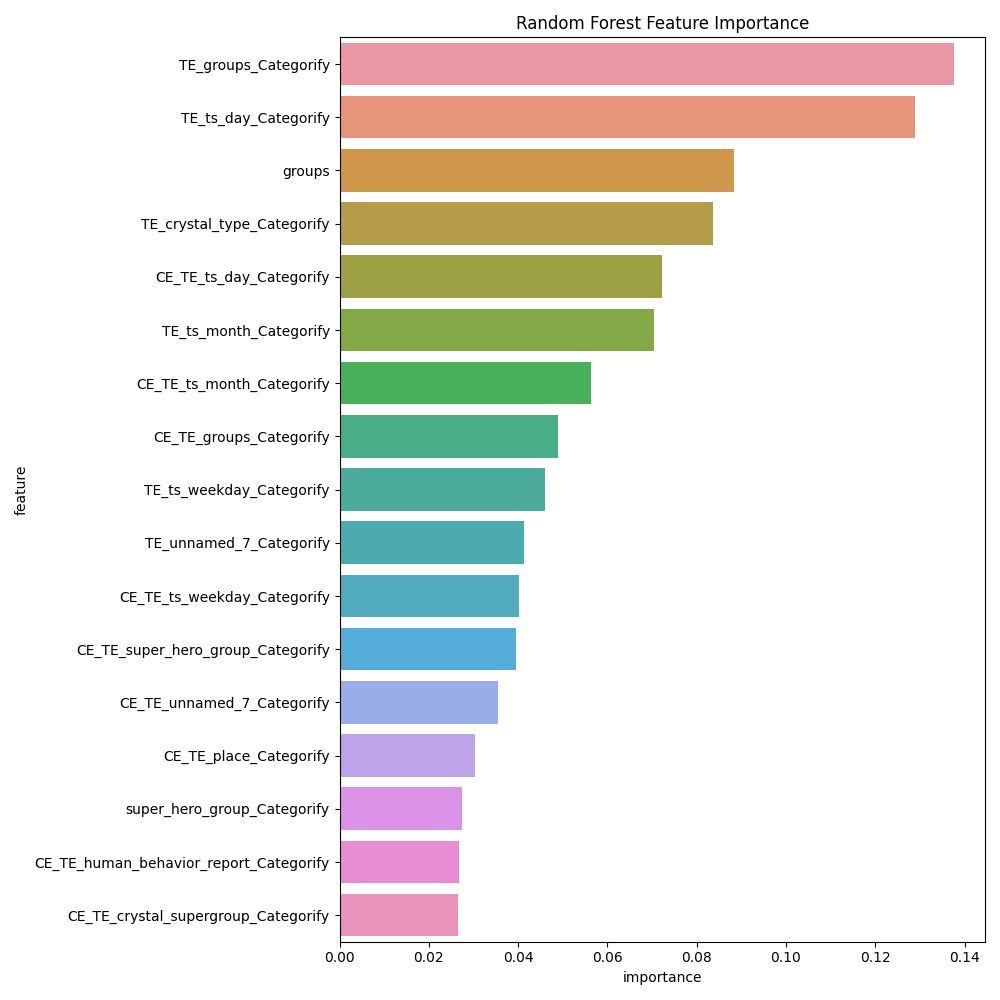 Random Forest Feature Importance
TE_groups_Categorify
TE_ts_day_Categorify
groups
TE_crystal_type_Categorify
CE_TE_ts_day_Categorify
TE_ts_month_Categorify
CE_TE_ts_month_Categorify
CE_TE_groups_Categorify
TE_ts_weekday_Categorify
TE_unnamed_7_Categorify
CE_TE_ts_weekday_Categorify
CE_TE_super_hero_group_Categorify
CE_TE_unnamed_7_Categorify
CE_TE_place_Categorify
super_hero_group_Categorify
CE_TE_human_behavior_report_Categorify
CE_TE_crystal_supergroup_Categorify
feature
0.00 0.02 0.04 0.06 0.08 0.10 0.12 0.14
importance